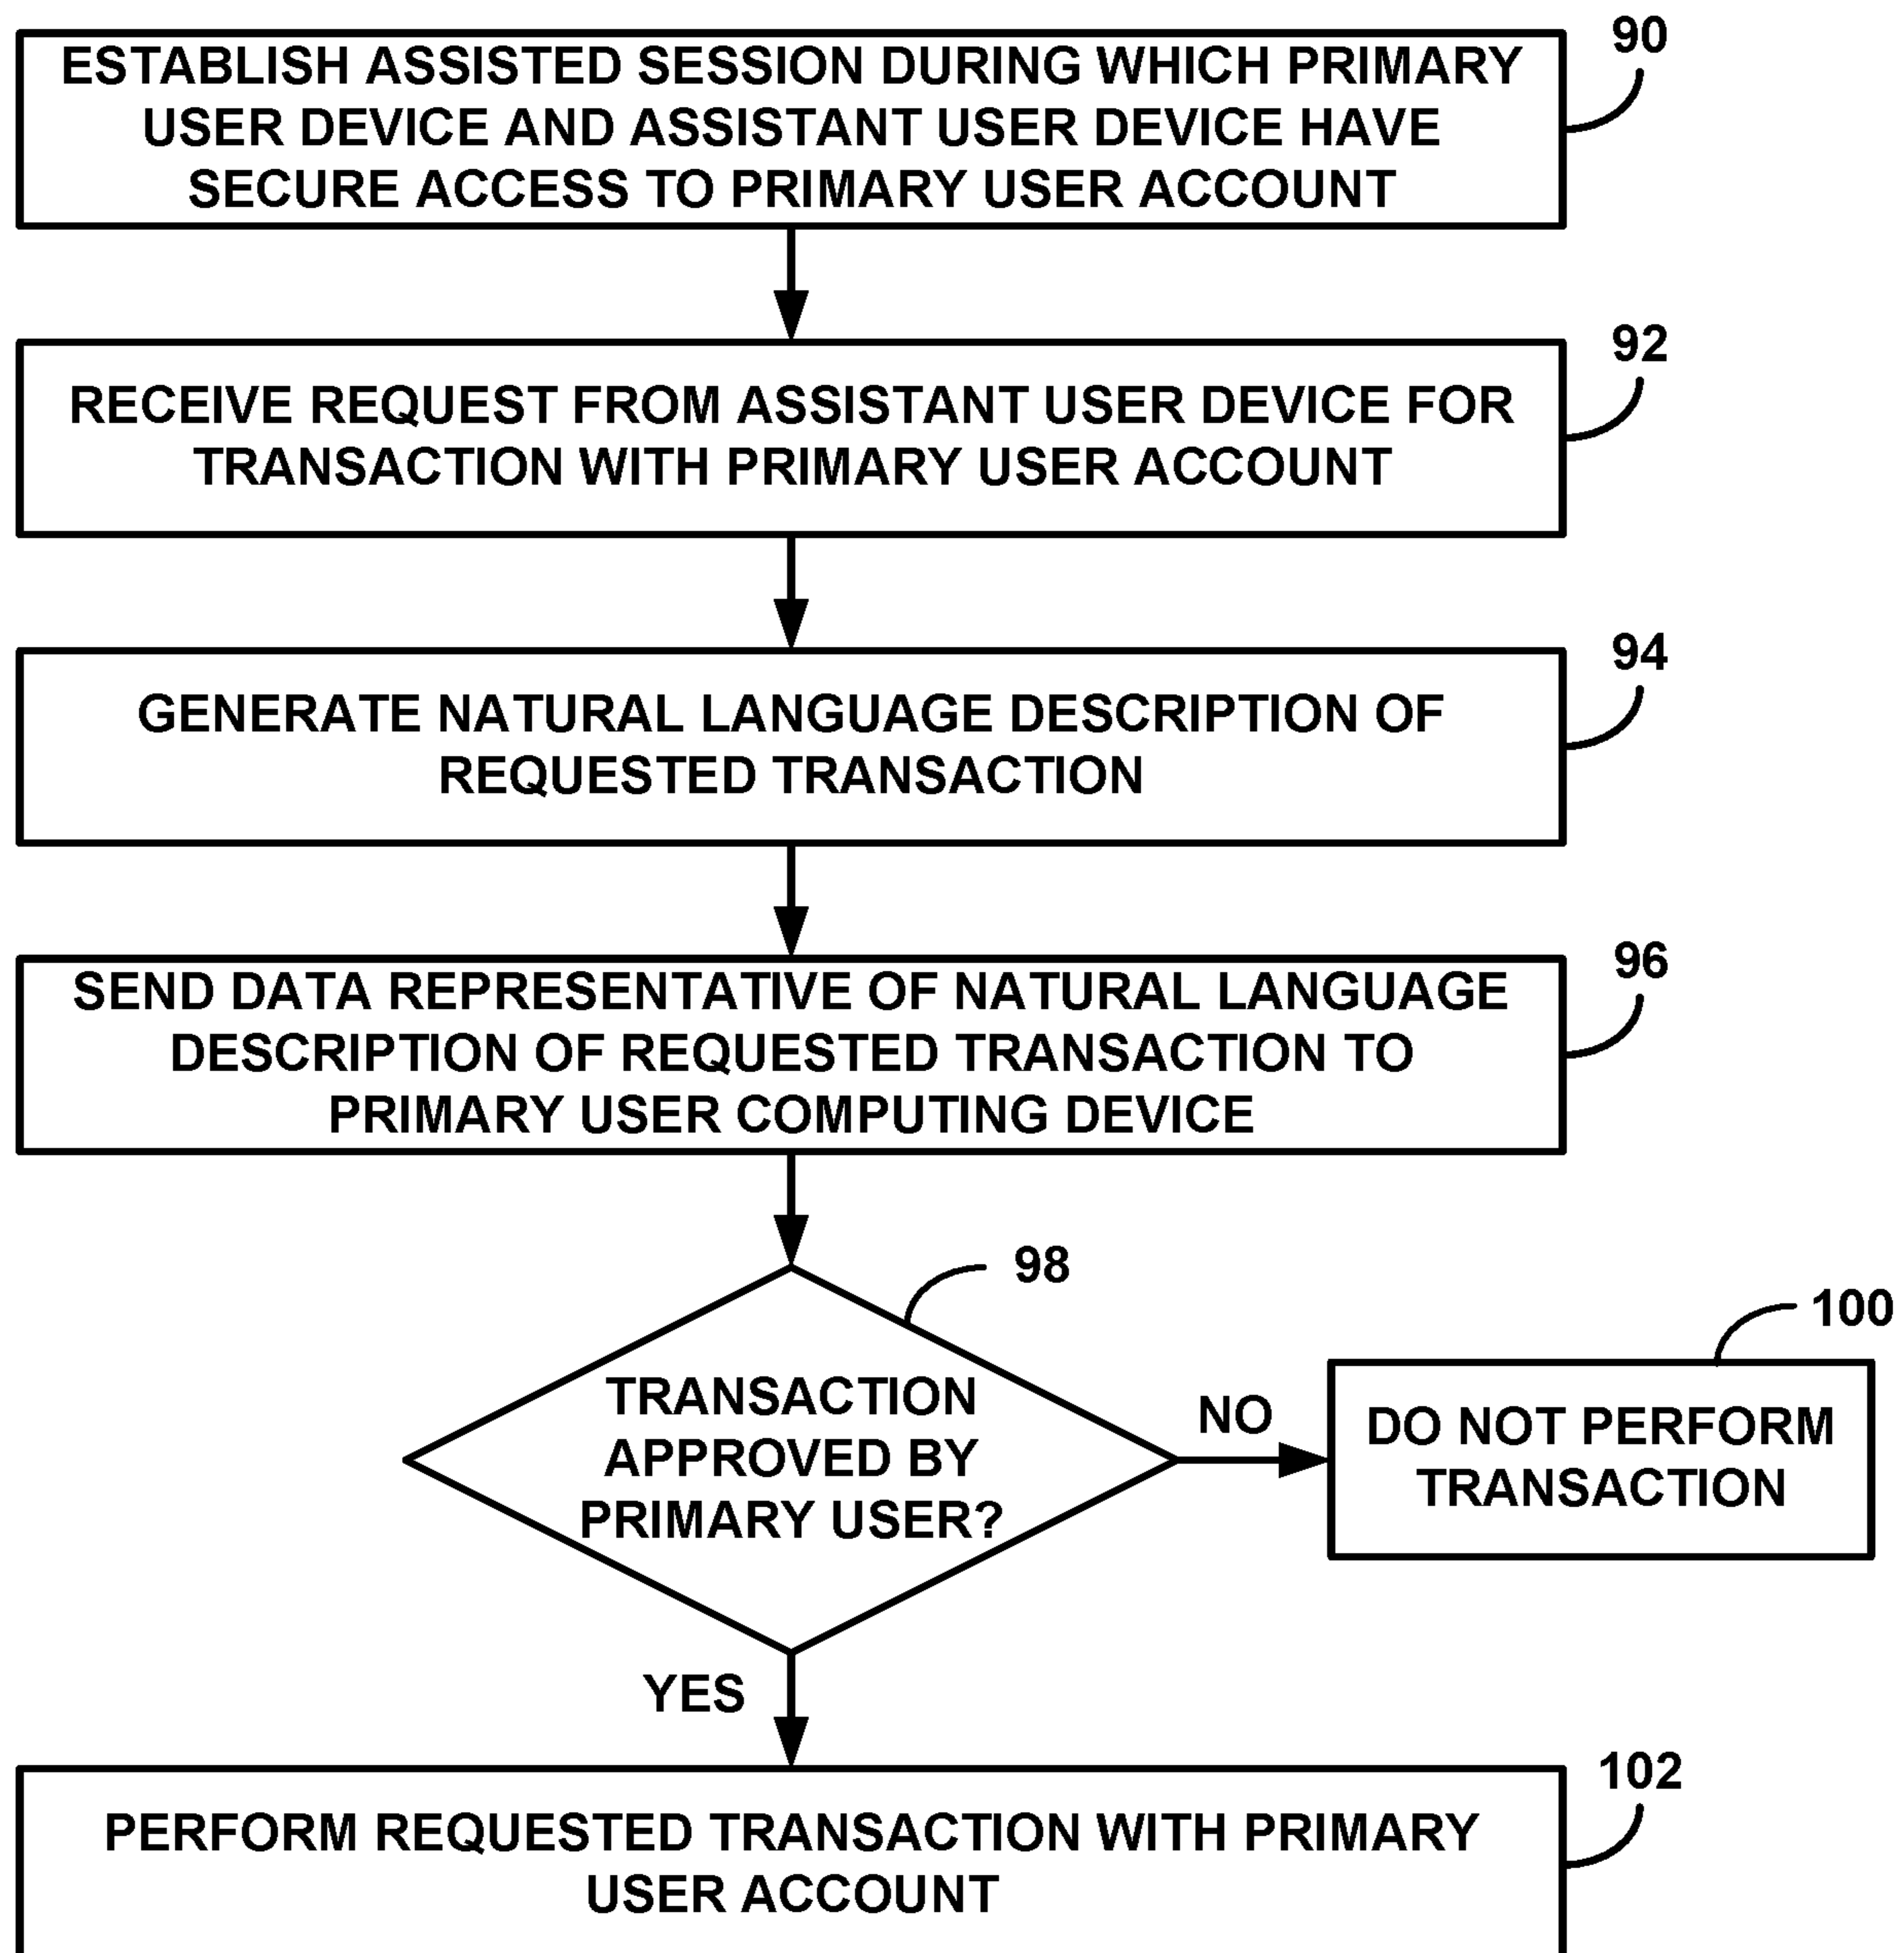 90
ESTABLISH ASSISTED SESSION DURING WHICH PRIMARY
USER DEVICE AND ASSISTANT USER DEVICE HAVE
SECURE ACCESS TO PRIMARY USER ACCOUNT
92
RECEIVE REQUEST FROM ASSISTANT USER DEVICE FOR
TRANSACTION WITH PRIMARY USER ACCOUNT
94
GENERATE NATURAL LANGUAGE DESCRIPTION OF
REQUESTED TRANSACTION
96
SEND DATA REPRESENTATIVE OF NATURAL LANGUAGE
DESCRIPTION OF REQUESTED TRANSACTION TO
PRIMARY USER COMPUTING DEVICE
98
TRANSACTION
APPROVED BY
PRIMARY USER?
NO
100
DO NOT PERFORM
TRANSACTION
YES
102
PERFORM REQUESTED TRANSACTION WITH PRIMARY
USER ACCOUNT